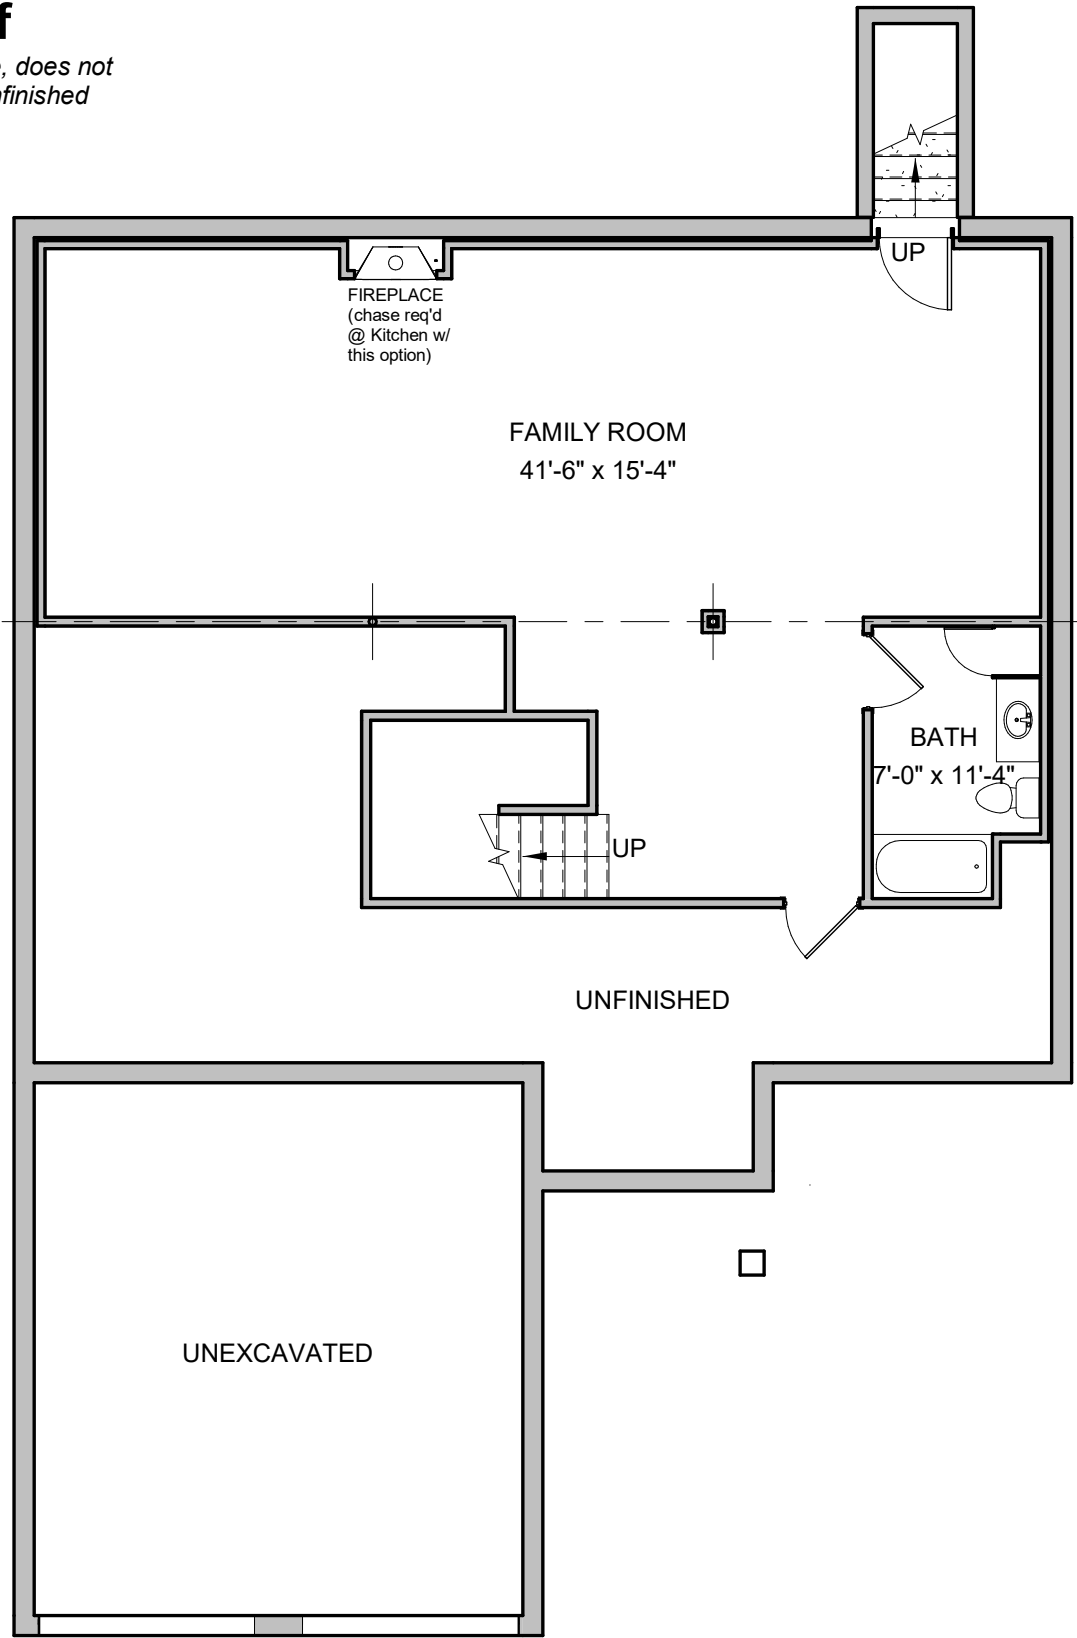 f
, does not
finished
UP
FIREPLACE
(chase req'd
@ Kitchen w/
this option)
FAMILY ROOM
41'-6" x 15'-4"
BATH
7'-0" x 11'-4"
UP
UNFINISHED
UNEXCAVATED